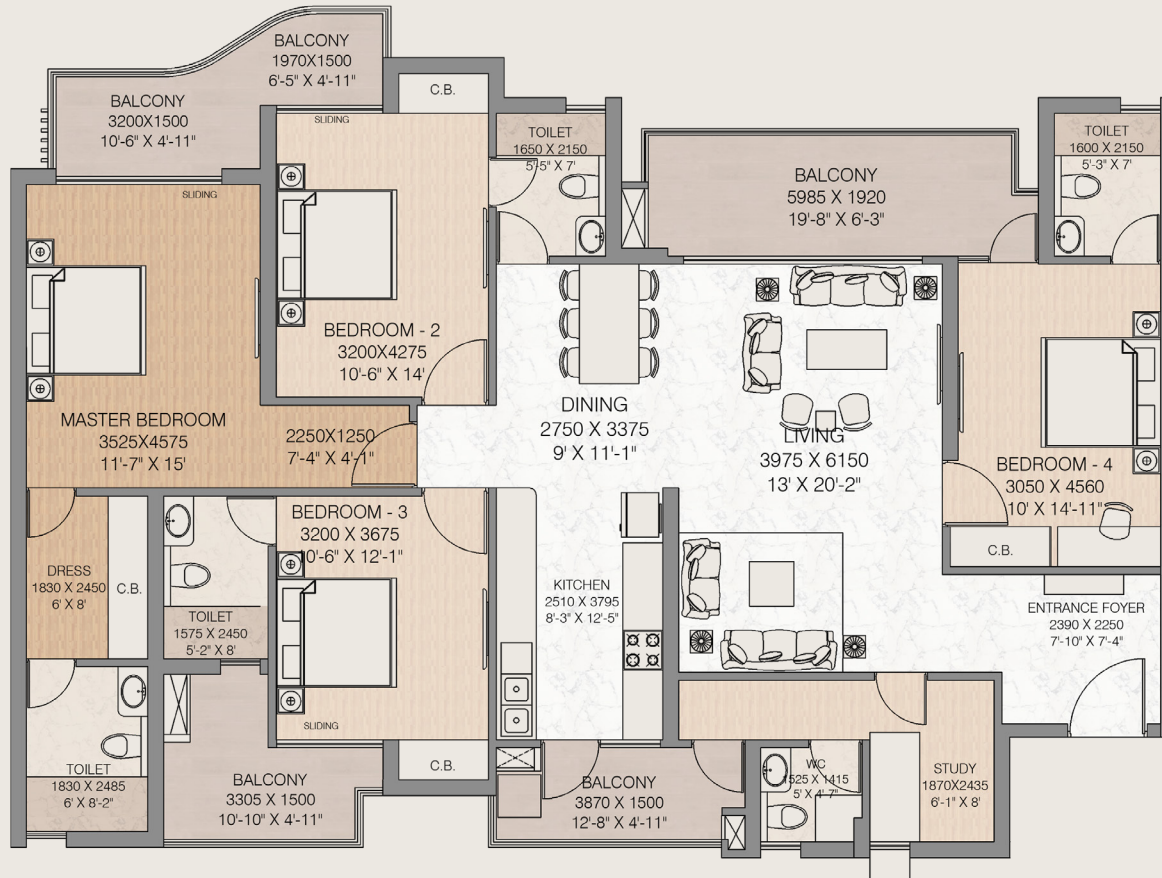 BALCONY
1970X1500
6'-5" X 4'-11"
BALCONY
3200X1500
10'-6" X 4'-11"
C.B.
SLIDING
TOILET
1650 X 2150
5'-5" X 7'
TOILET
1600 X 2150
5'-3" X 7'
BALCONY
5985 X 1920
19'-8" X 6'-3"
SLIDING
BEDROOM - 2
3200X4275
10'-6" X 14'
MASTER BEDROOM
3525X4575
11'-7" X 15'
2250X1250
7'-4" X 4'-1"
DINING
2750 X 3375
9' X 11'-1"
LIVING
3975 X 6150
13' X 20'-2"
BEDROOM - 4
3050 X 4560
10' X 14'-11"
C.B.
BEDROOM - 3
3200 X 3675
10'-6" X 12'-1"
DRESS
1830 X 2450
6' X 8'
C.B.
TOILET
1575 X 2450
5'-2" X 8'
KITCHEN
2510 X 3795
8'-3" X 12'-5"
ENTRANCE FOYER
2390 X 2250
7'-10" X 7'-4"
SLIDING
TOILET
1830 X 2485
6' X 8'-2"
BALCONY
3305 X 1500
10'-10" X 4'-11"
C.B.
BALCONY
3870 X 1500
12'-8" X 4'-11"
WC
1525 X 1415
5' X 4'-7"
STUDY
1870X2435
6'-1" X 8'